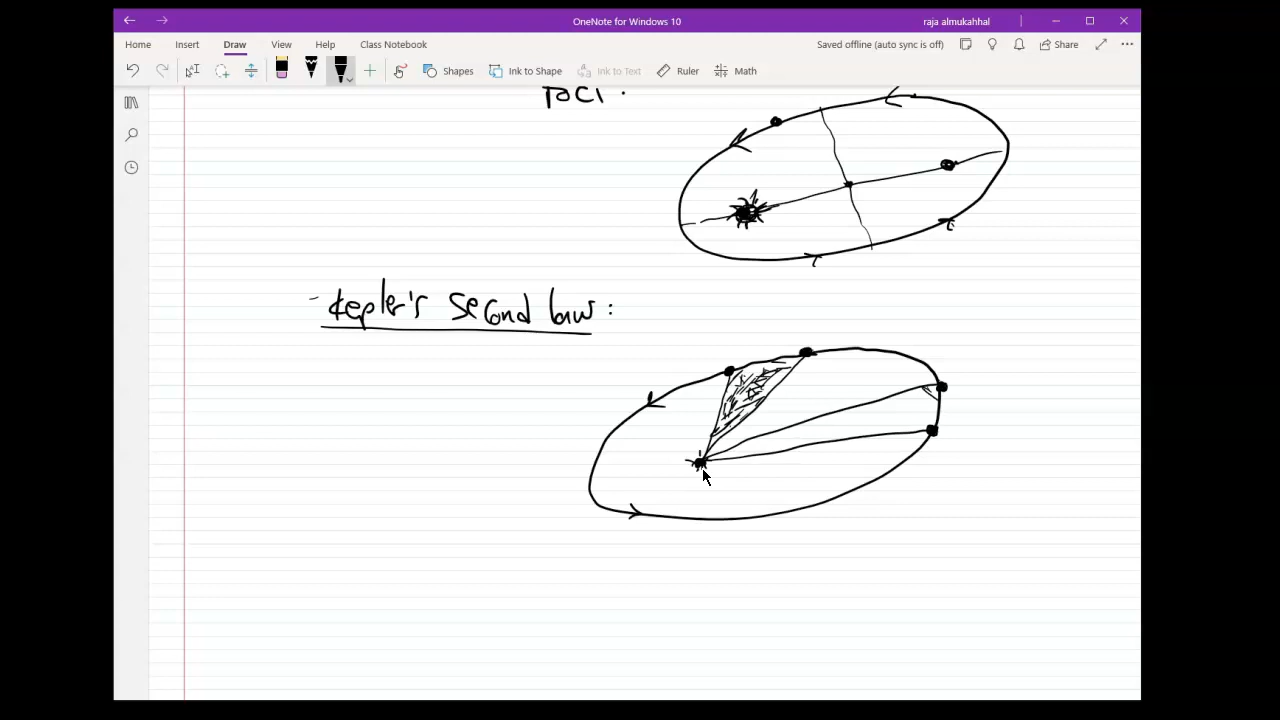 OneNote for Windows 10
raja almukahhal
Home Insert Draw View Help Class Notebook
Saved offline (auto sync is off)
Share
Shapes
Ink to Shape
Ink to Text
Ruler
Math
FOCI .
- Kepler's Second law :